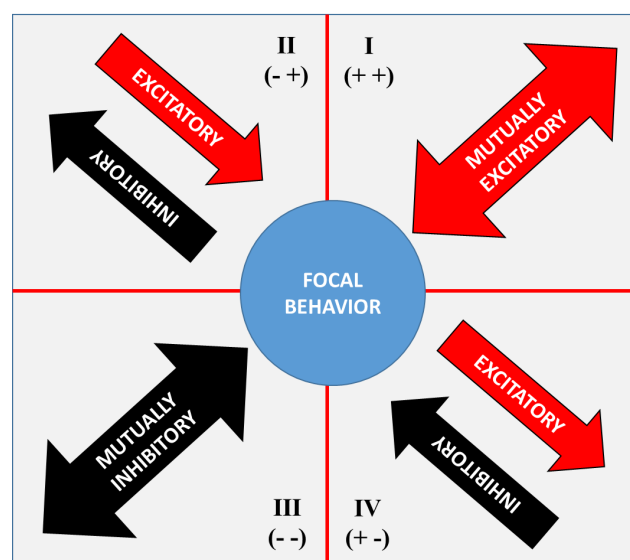 II
(- +)
I
(+ +)
EXCITATORY
INHIBITORY
MUTUALLY
EXCITATORY
FOCAL
BEHAVIOR
MUTUALLY
INHIBITORY
EXCITATORY
INHIBITORY
III
(- -)
IV
(+ -)